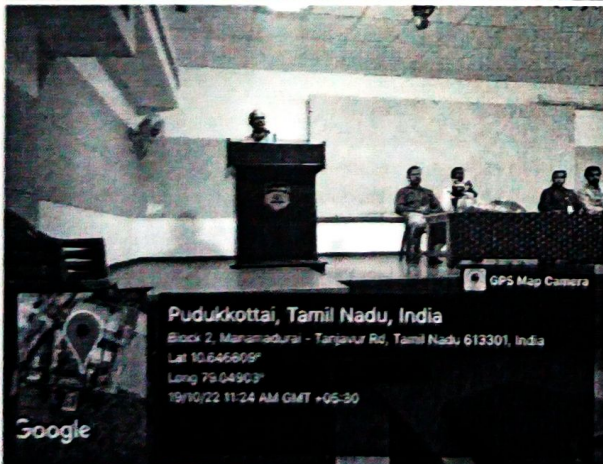 GPS Map Camera
Pudukkottai, Tamil Nadu, India
Block 2, Manamadurai - Tanjavur Rd, Tamil Nadu 613301, India
Lat 10.646609°
Long 79.04903°
19/10/22 11:24 AM GMT +05:30
Google